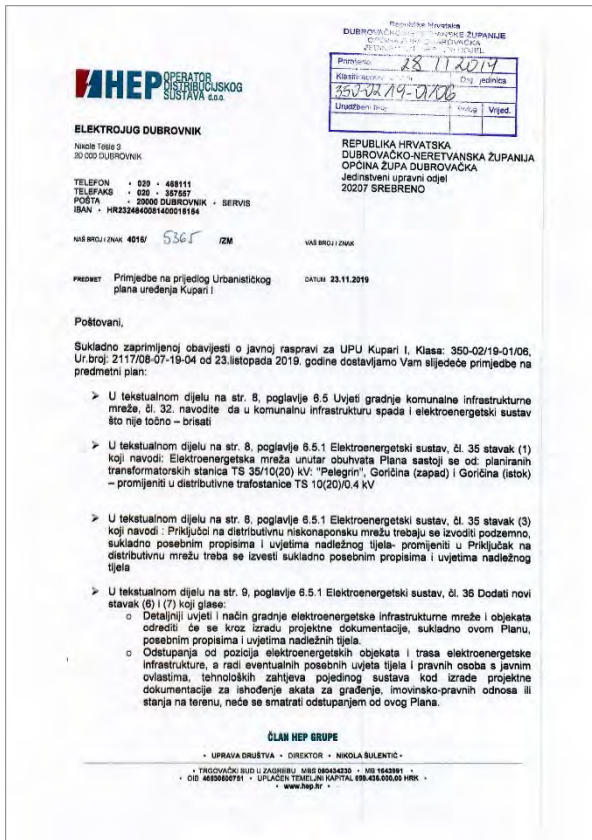 Republika Hrvatska
DUBROVAČKO-NERETVANSKE ŽUPANIJE
OPĆINA ŽUPA DUBROVAČKA
Primljeno: 28 11 2019
Org. jedinica
350-02 19-01/06
Urudžbeni broj
Vrijed.
HEP OPERATOR
DISTRIBUCIJSKOG
SUSTAVA d.o.o.
ELEKTROJUG DUBROVNIK
Nikole Tesle 3
20 000 DUBROVNIK
REPUBLIKA HRVATSKA
DUBROVAČKO-NERETVANSKA ŽUPANIJA
OPĆINA ŽUPA DUBROVAČKA
Jedinstveni upravni odjel
20207 SREBRENO
TELEFON • 020 • 468111
TELEFAKS • 020 • 357557
POŠTA • 20000 DUBROVNIK • SERVIS
IBAN •
NAŠ BROJ I ZNAK 4016/ 5365 /ZM
VAŠ BROJ I ZNAK
PREDMET Primjedbe na prijedlog Urbanističkog
plana uređenja Kupari I
DATUM 23.11.2019
Poštovani,
Sukladno zaprimljenoj obavijesti o javnoj raspravi za UPU Kupari I, Klasa: 350-02/19-01/06,
Ur.broj: 2117/08-07-19-04 od 23.listopada 2019. godine dostavljamo Vam slijedeće primjedbe na
predmetni plan:
➢ U tekstualnom dijelu na str. 8, poglavlje 6.5 Uvjeti gradnje komunalne infrastrukturne
mreže, čl. 32. navodite da u komunalnu infrastrukturu spada i elektroenergetski sustav
što nije točno – brisati
➢ U tekstualnom dijelu na str. 8, poglavlje 6.5.1 Elektroenergetski sustav, čl. 35 stavak (1)
koji navodi: Elektroenergetska mreža unutar obuhvata Plana sastoji se od: planiranih
transformatorskih stanica TS 35/10(20) kV: "Pelegrin", Goričina (zapad) i Goričina (istok)
– promijeniti u distributivne trafostanice TS 10(20)/0.4 kV
➢ U tekstualnom dijelu na str. 8, poglavlje 6.5.1 Elektroenergetski sustav, čl. 35 stavak (3)
koji navodi : Priključci na distributivnu niskonaponsku mrežu trebaju se izvoditi podzemno,
sukladno posebnim propisima i uvjetima nadležnog tijela- promijeniti u Priključak na
distributivnu mrežu treba se izvesti sukladno posebnim propisima i uvjetima nadležnog
tijela
➢ U tekstualnom dijelu na str. 9, poglavlje 6.5.1 Elektroenergetski sustav, čl. 36 Dodati novi
stavak (6) i (7) koji glase:
o Detaljniji uvjeti i način gradnje elektroenergetske infrastrukturne mreže i objekata
odrediti će se kroz izradu projektne dokumentacije, sukladno ovom Planu,
posebnim propisima i uvjetima nadležnih tijela.
o Odstupanja od pozicija elektroenergetskih objekata i trasa elektroenergetske
infrastrukture, a radi eventualnih posebnih uvjeta tijela i pravnih osoba s javnim
ovlastima, tehnoloških zahtjeva pojedinog sustava kod izrade projektne
dokumentacije za ishođenje akata za građenje, imovinsko-pravnih odnosa ili
stanja na terenu, neće se smatrati odstupanjem od ovog Plana.
ČLAN HEP GRUPE
• UPRAVA DRUŠTVA • DIREKTOR • NIKOLA ŠULENTIĆ •
• TRGOVAČKI SUD U ZAGREBU MBS 080434230 • MB 1643991 •
• OIB 46830600751 • UPLAĆEN TEMELJNI KAPITAL 699.436.000,00 HRK •
• www.hep.hr •